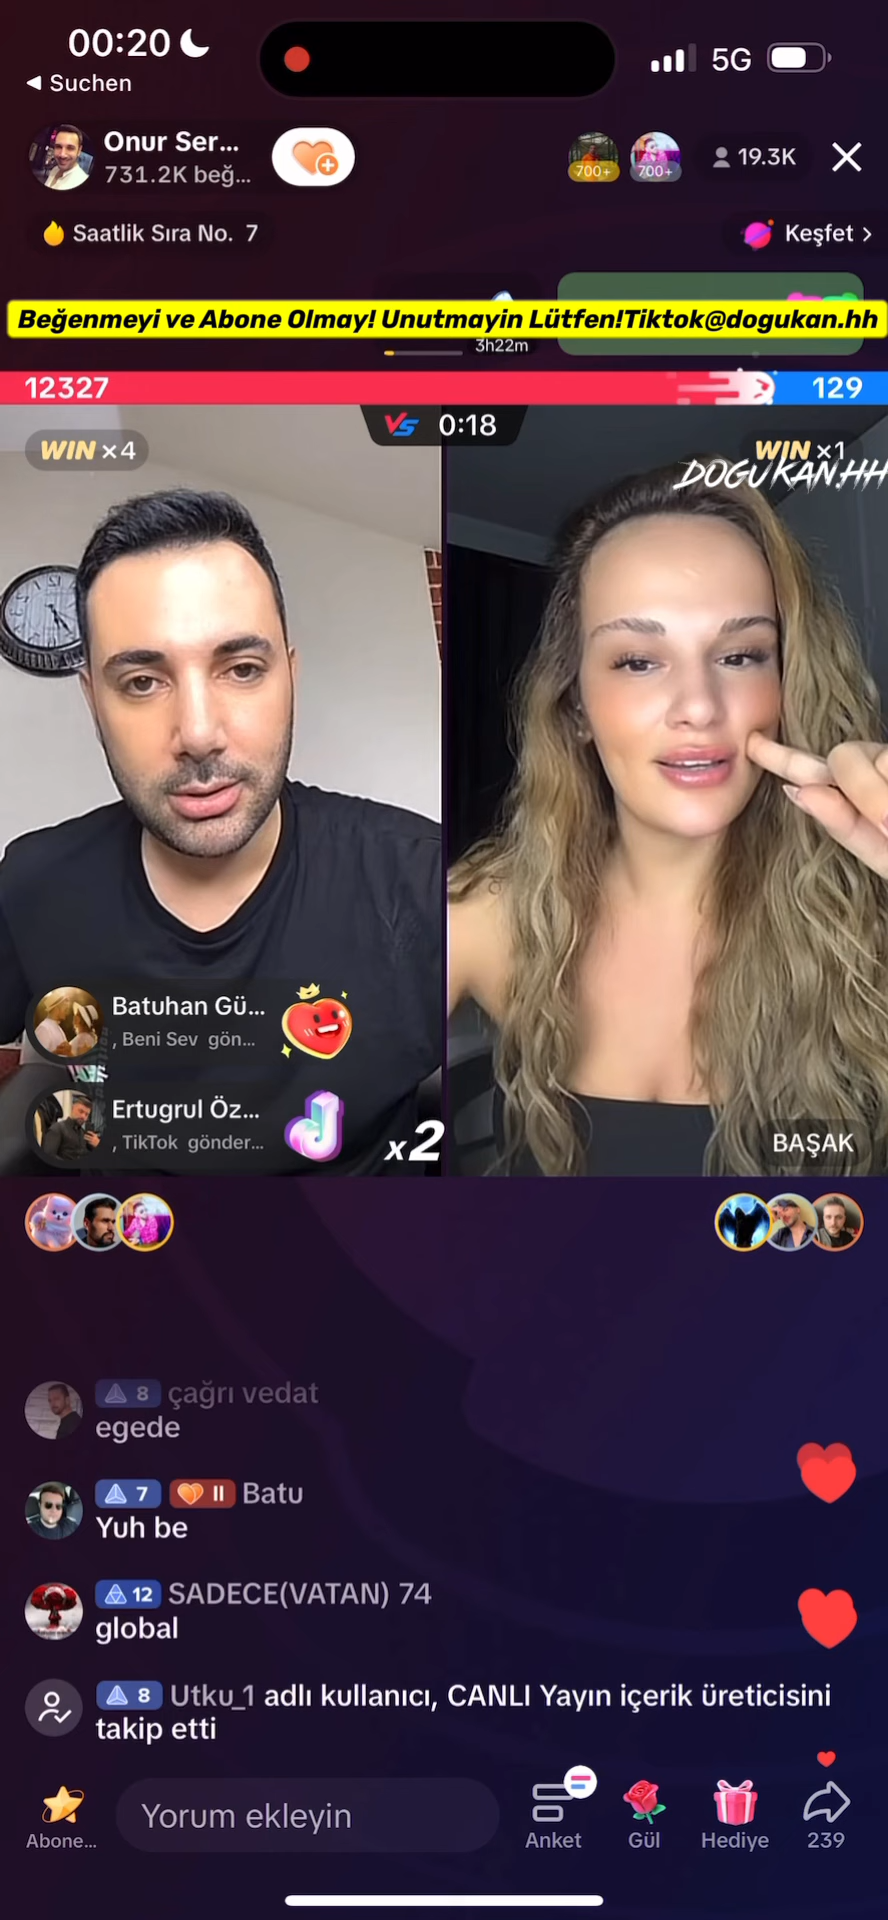 00:20
5G
◄ Suchen
Onur Ser...
731.2K beğ...
700+
700+
19.3K
Saatlik Sıra No. 7
Keşfet >
Beğenmeyi ve Abone Olmay! Unutmayin Lütfen!Tiktok@dogukan.hh
3h22m
12327
129
VS 0:18
WIN x4
WIN x1
DOGUKAN.HH
Batuhan Gü...
, Beni Sev gön...
Ertugrul Öz...
, TikTok gönder...
x2
BAŞAK
8 çağrı vedat
egede
7 II Batu
Yuh be
12 SADECE(VATAN) 74
global
8 Utku_1 adlı kullanıcı, CANLI Yayın içerik üreticisini
takip etti
Yorum ekleyin
Abone...
Anket
Gül
Hediye
239